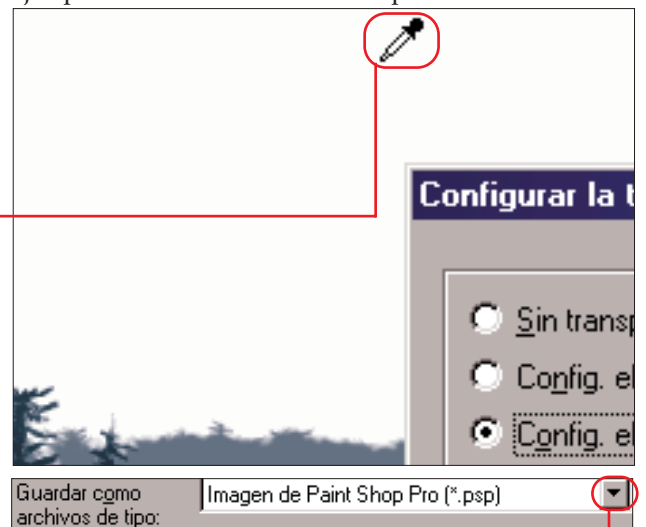 Configurar la t
Sin transp
Config. el
Config. el
Guardar como
archivos de tipo:
Imagen de Paint Shop Pro (*.psp)